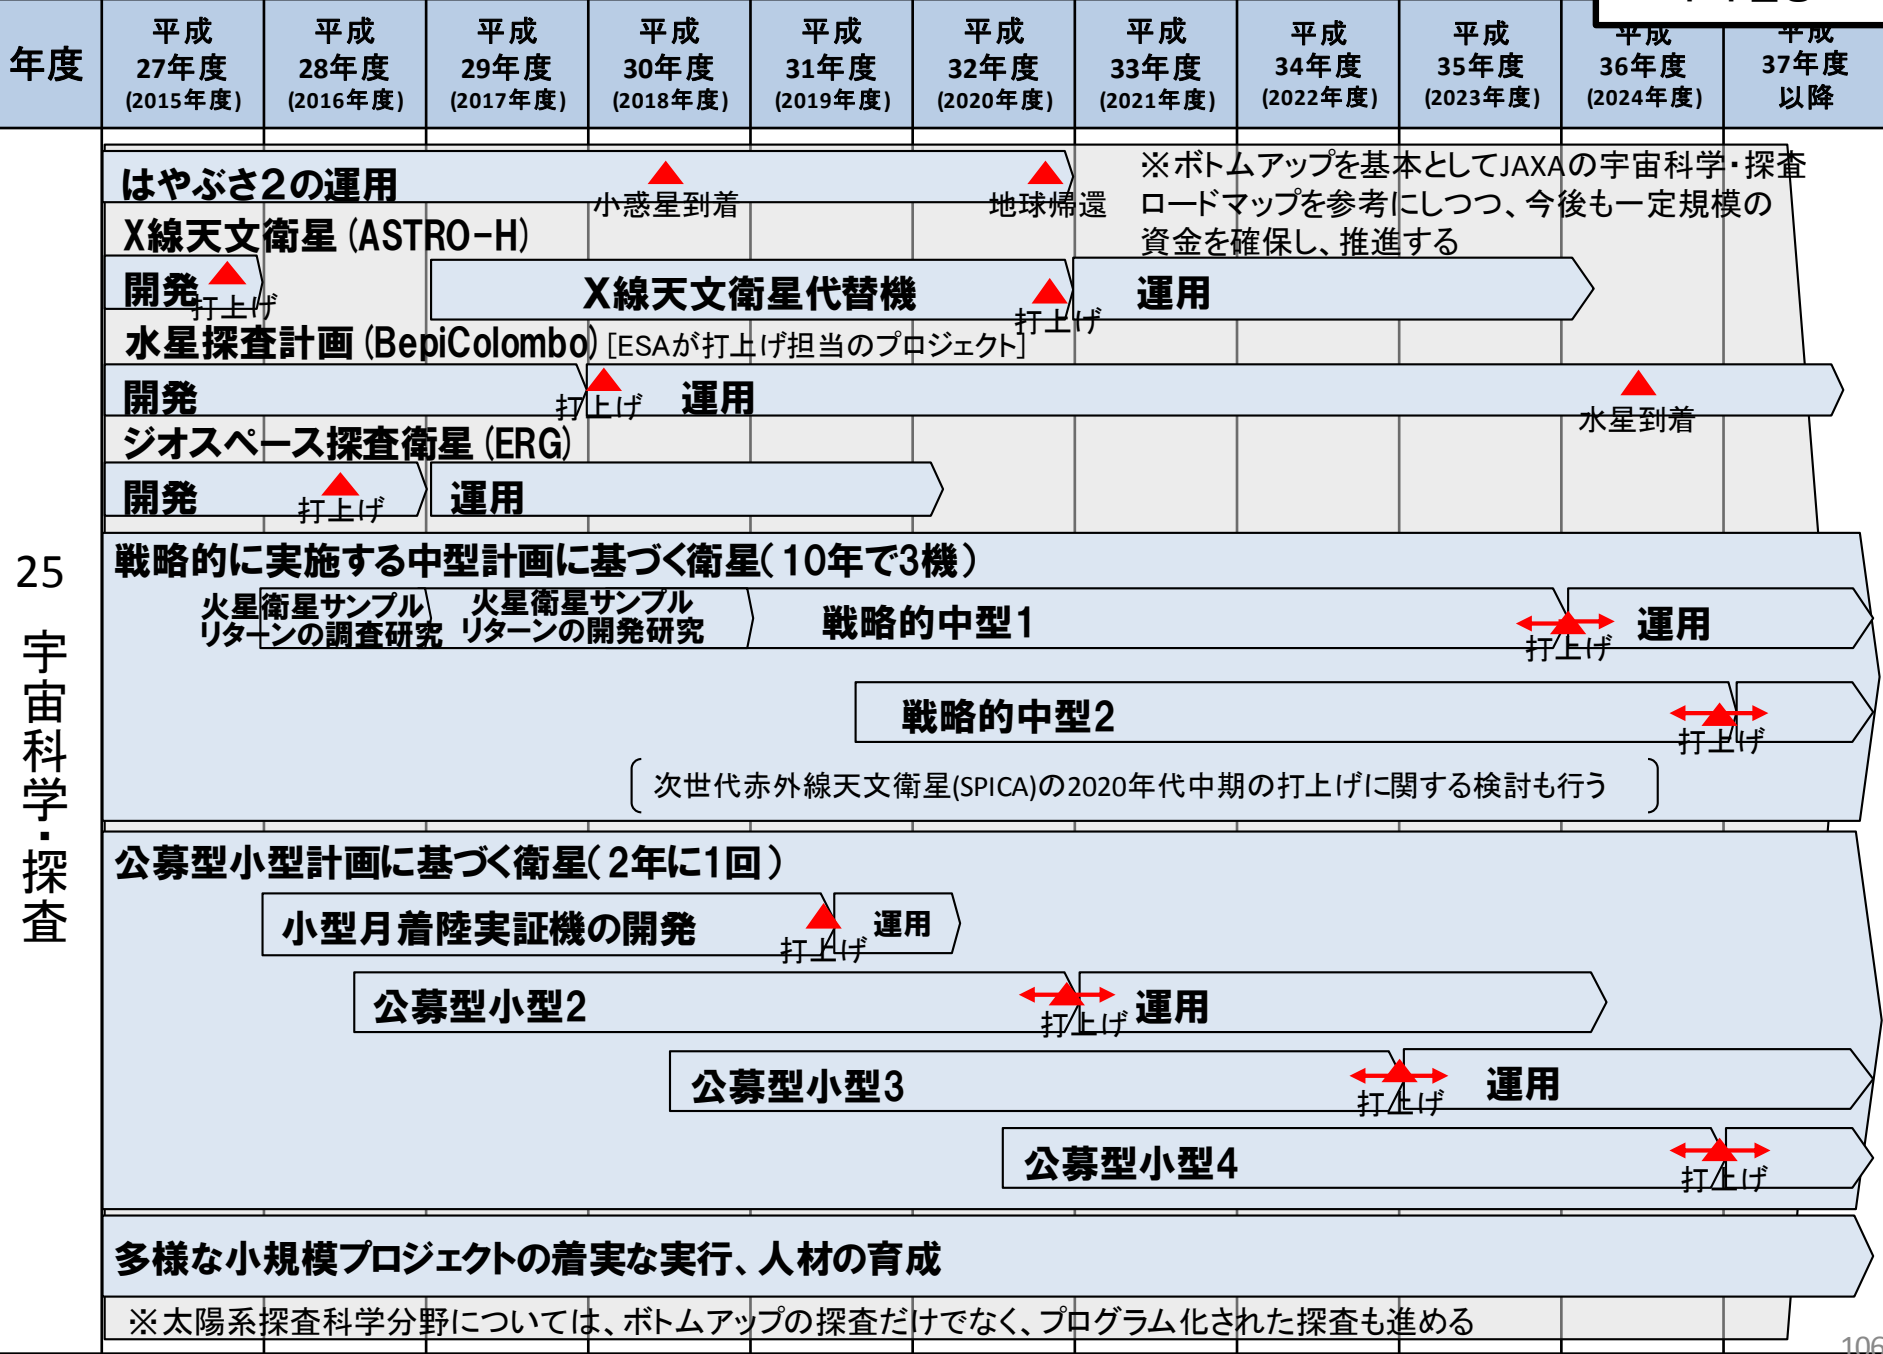 年度
平成
27年度
(2015年度)
平成
28年度
(2016年度)
平成
29年度
(2017年度)
平成
30年度
(2018年度)
平成
31年度
(2019年度)
平成
32年度
(2020年度)
平成
33年度
(2021年度)
平成
34年度
(2022年度)
平成
35年度
(2023年度)
平成
36年度
(2024年度)
平成
37年度
以降
25 宇宙科学・探査
はやぶさ2の運用
小惑星到着
地球帰還
※ボトムアップを基本としてJAXAの宇宙科学・探査
ロードマップを参考にしつつ、今後も一定規模の
資金を確保し、推進する
X線天文衛星(ASTRO-H)
開発
打上げ
X線天文衛星代替機
打上げ
運用
水星探査計画(BepiColombo)[ESAが打上げ担当のプロジェクト]
開発
打上げ
運用
水星到着
ジオスペース探査衛星(ERG)
開発
打上げ
運用
戦略的に実施する中型計画に基づく衛星(10年で3機)
火星衛星サンプル
リターンの調査研究
火星衛星サンプル
リターンの開発研究
戦略的中型1
打上げ
運用
戦略的中型2
打上げ
次世代赤外線天文衛星(SPICA)の2020年代中期の打上げに関する検討も行う
公募型小型計画に基づく衛星(2年に1回)
小型月着陸実証機の開発
打上げ
運用
公募型小型2
打上げ
運用
公募型小型3
打上げ
運用
公募型小型4
打上げ
多様な小規模プロジェクトの着実な実行、人材の育成
※太陽系探査科学分野については、ボトムアップの探査だけでなく、プログラム化された探査も進める
106